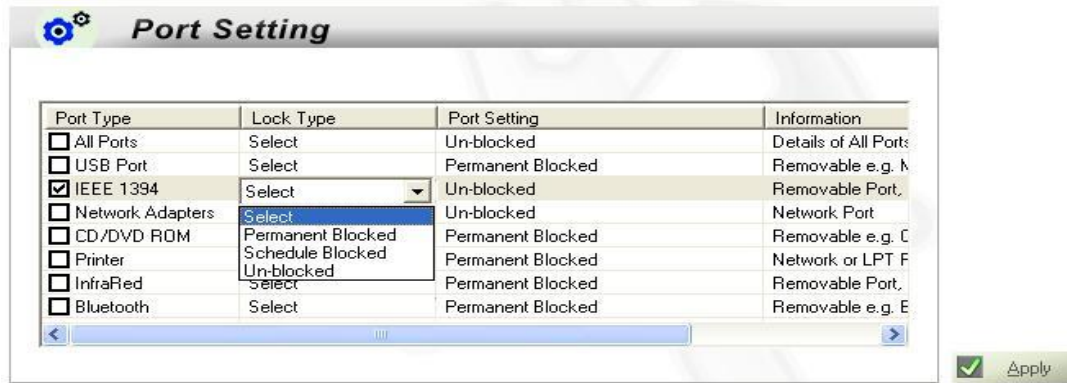 Port Setting
Port Type Lock Type Port Setting Information
All Ports Select Un-blocked Details of All Ports
USB Port Select Permanent Blocked Removable e.g.
IEEE 1394 Select Un-blocked Removable Port,
Network Adapters Select Un-blocked Network Port
CD/DVD ROM Permanent Blocked Permanent Blocked Removable e.g.
Schedule Blocked
Printer Permanent Blocked Network or LPT
Un-blocked
InfraRed Select Permanent Blocked Removable Port,
Bluetooth Select Permanent Blocked Removable e.g.
Apply